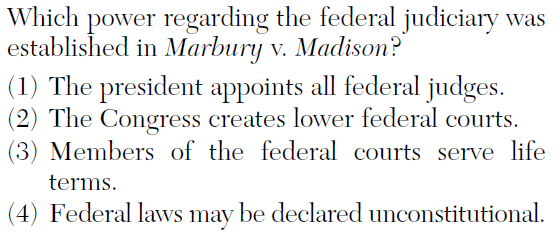 Which power regarding the federal judiciary was
established in Marbury v. Madison?
(1) The president appoints all federal judges.
(2) The Congress creates lower federal courts.
(3) Members of the federal courts serve life
terms.
(4) Federal laws may be declared unconstitutional.